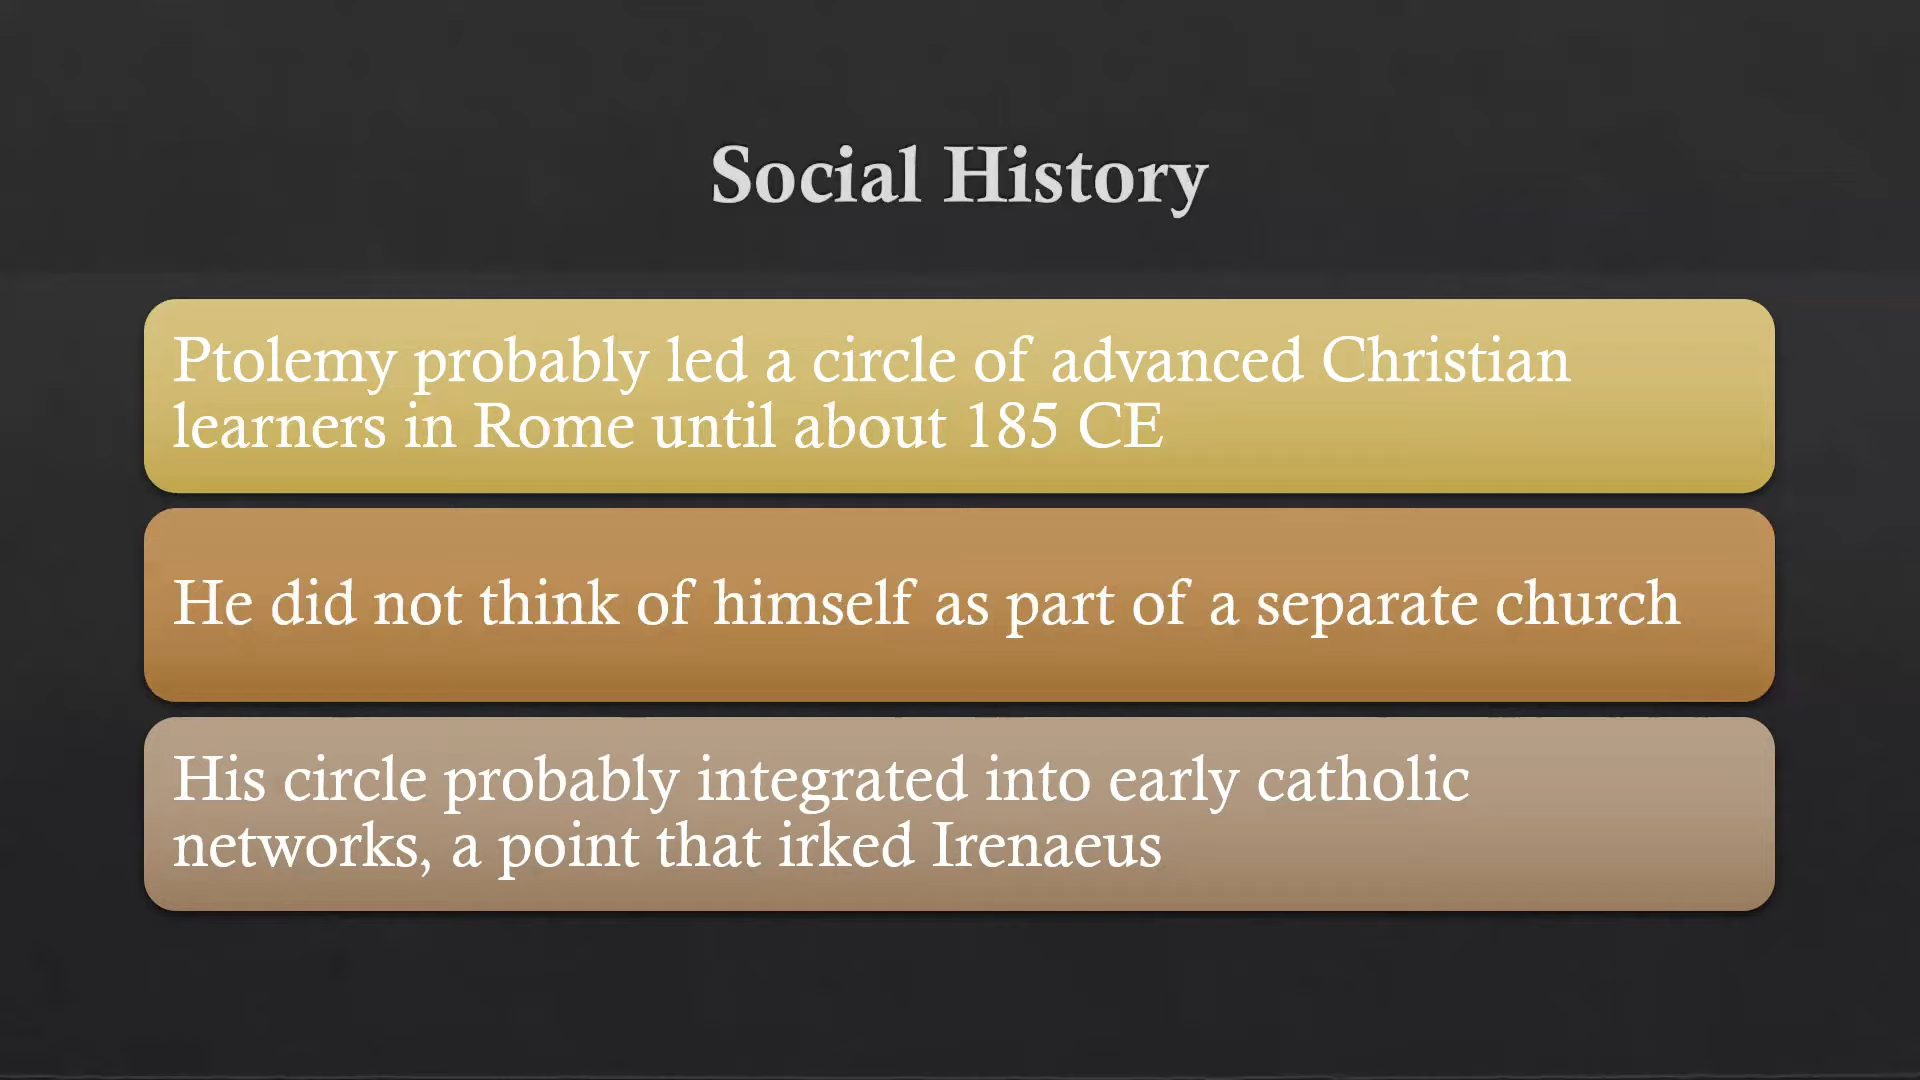 Social History
Ptolemy probably led a circle of advanced Christian
learners in Rome until about 185 CE
He did not think of himself as part of a separate church
His circle probably integrated into early catholic
networks, a point that irked Irenaeus